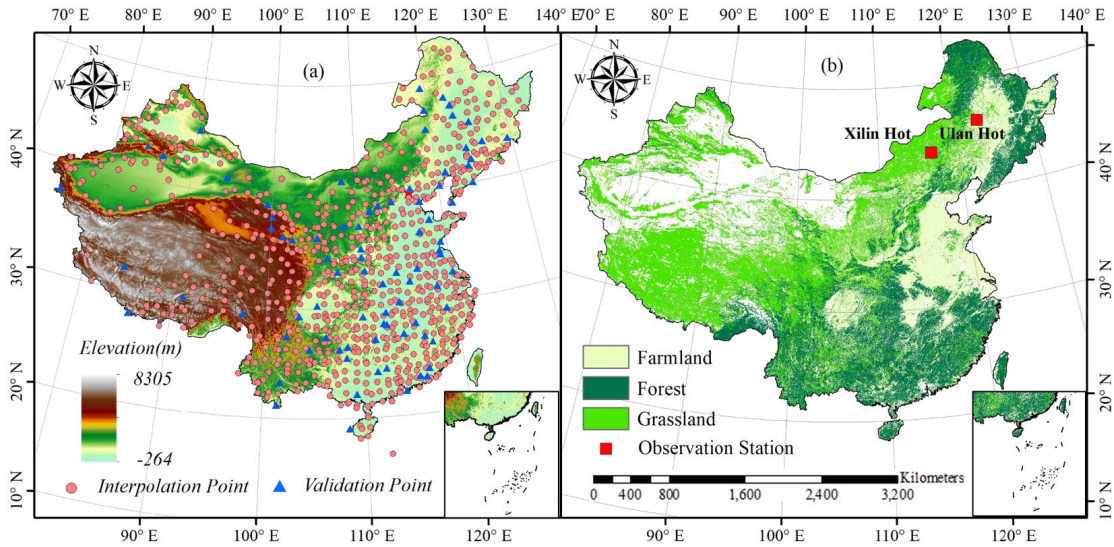 70° E 80° E 90° E 100° E 110° E 120° E 130° E 140° E
70° E 80° E 90° E 100° E 110° E 120° E 130° E 140° E
(a)
(b)
N
W E
S
N
W E
S
40° N
30° N
20° N
10° N
40° N
30° N
20° N
10° N
Xilin Hot
Ulan Hot
Elevation(m)
8305
-264
Interpolation Point
Validation Point
Farmland
Forest
Grassland
Observation Station
Kilometers
0 200 400 800 1,600 2,400 3,200
90° E 100° E 110° E 120° E
90° E 100° E 110° E 120° E